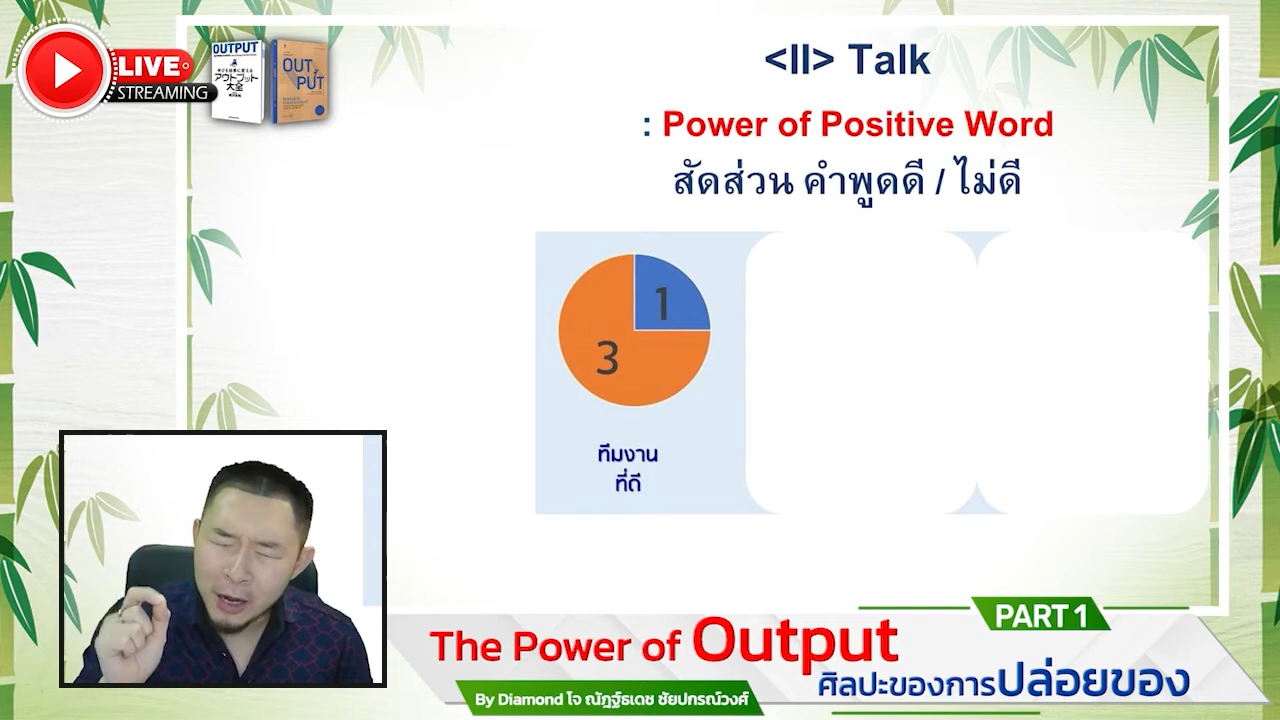 LIVE
STREAMING
OUTPUT
アウトプット
大全
OUT
PUT
<II> Talk
: Power of Positive Word
สัดส่วน คำพูดดี / ไม่ดี
1
3
ทีมงาน
ที่ดี
PART 1
The Power of Output
ศิลปะของการปล่อยของ
By Diamond โจ ณัฎฐ์ธเดช ชัยปกรณ์วงศ์